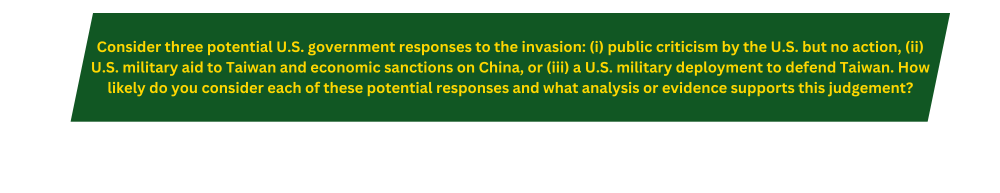 Consider three potential U.S. government responses to the invasion: (i) public criticism by the U.S. but no action, (ii)
U.S. military aid to Taiwan and economic sanctions on China, or (iii) a U.S. military deployment to defend Taiwan. How
likely do you consider each of these potential responses and what analysis or evidence supports this judgement?